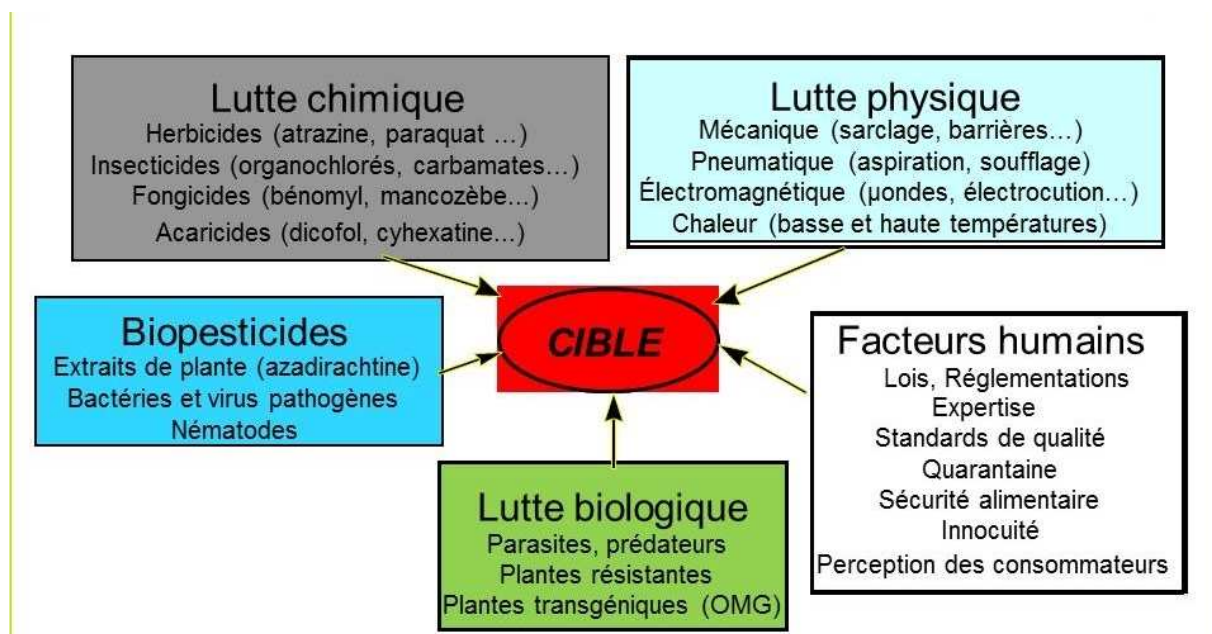 Lutte chimique
Herbicides (atrazine, paraquat …)
Insecticides (organochlorés, carbamates…)
Fongicides (bénomyl, mancozèbe…)
Acaricides (dicofol, cyhexatine…)
Lutte physique
Mécanique (sarclage, barrières…)
Pneumatique (aspiration, soufflage)
Électromagnétique (µondes, électrocution…)
Chaleur (basse et haute températures)
Biopesticides
Extraits de plante (azadirachtine)
Bactéries et virus pathogènes
Nématodes
CIBLE
Facteurs humains
Lois, Réglementations
Expertise
Standards de qualité
Quarantaine
Sécurité alimentaire
Innocuité
Perception des consommateurs
Lutte biologique
Parasites, prédateurs
Plantes résistantes
Plantes transgéniques (OMG)